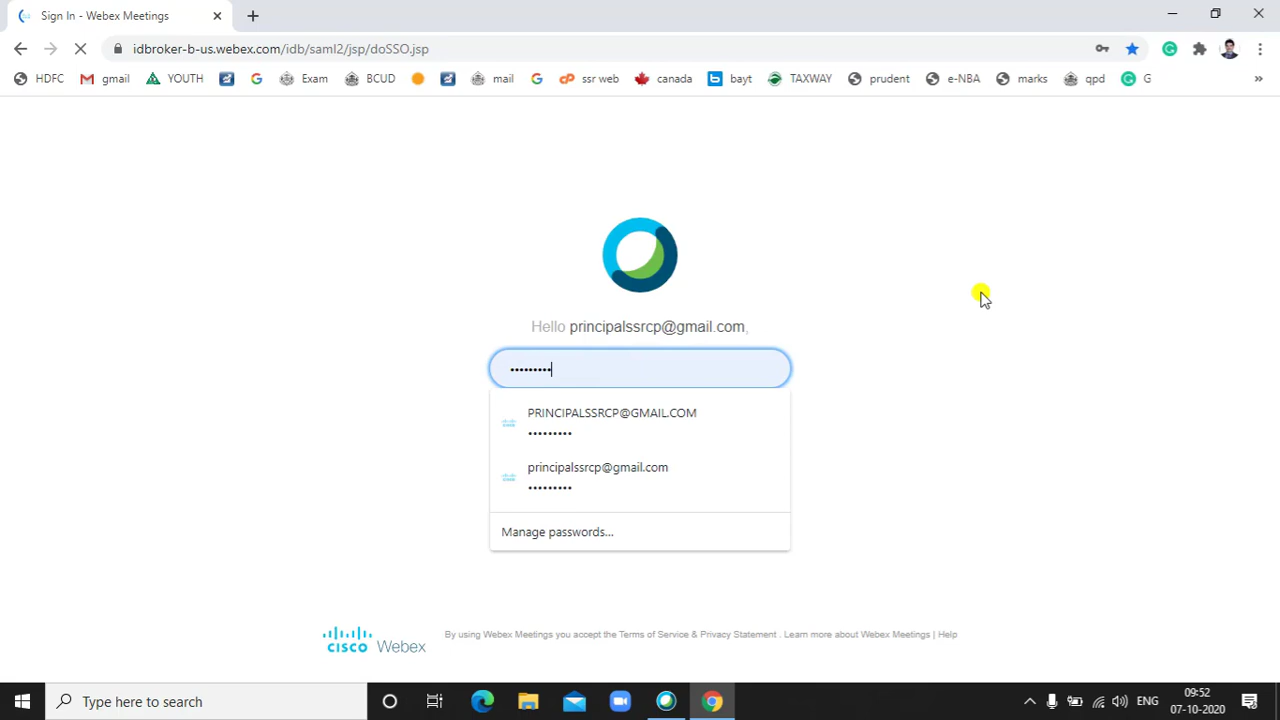 Sign In - Webex Meetings
idbroker-b-us.webex.com/idb/saml2/jsp/doSSO.jsp
HDFC gmail YOUTH Exam BCUD mail ssr web canada bayt TAXWAY prudent e-NBA marks qpd G »
Hello principalssrcp@gmail.com,
•••••••••
PRINCIPALSSRCP@GMAIL.COM
•••••••••
principalssrcp@gmail.com
•••••••••
Manage passwords...
cisco Webex
By using Webex Meetings you accept the Terms of Service & Privacy Statement . Learn more about Webex Meetings | Help
Type here to search
ENG
09:52
07-10-2020